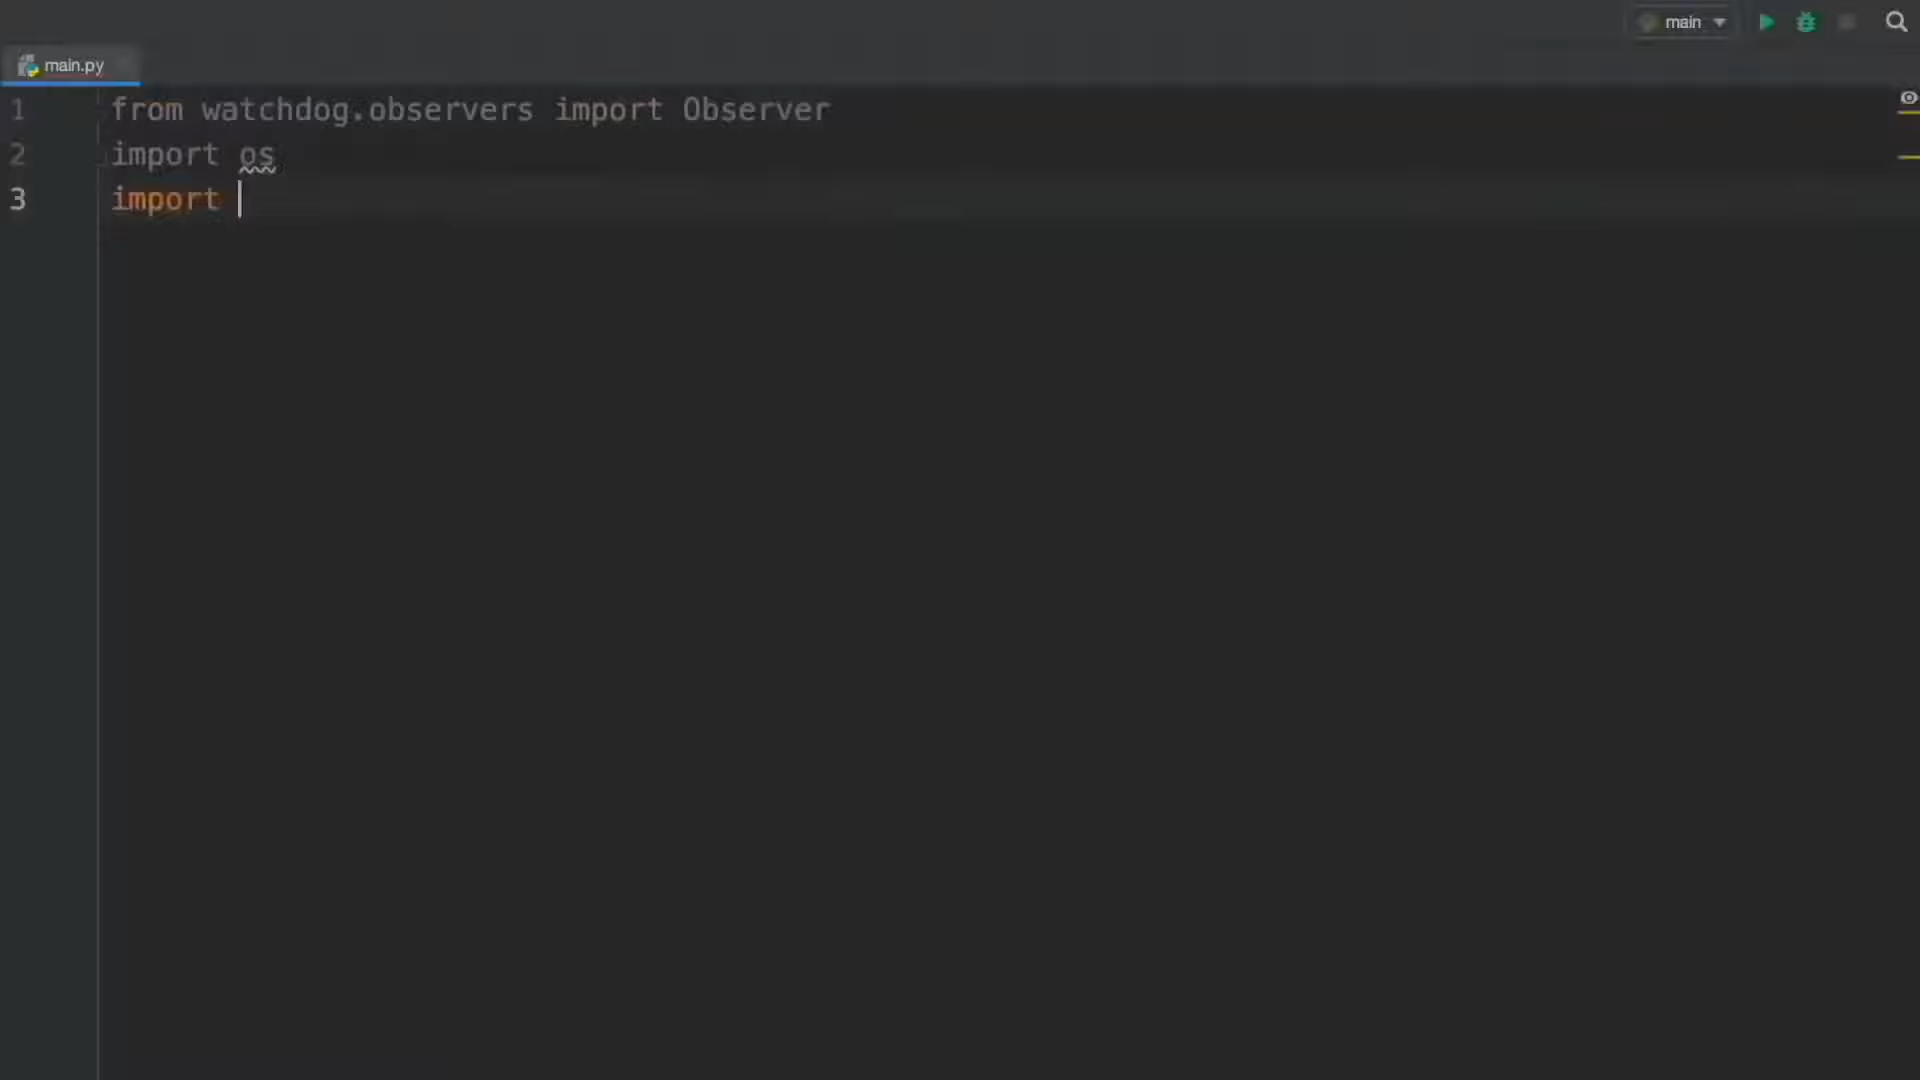 main
main.py
1 from watchdog.observers import Observer
2 import os
3 import